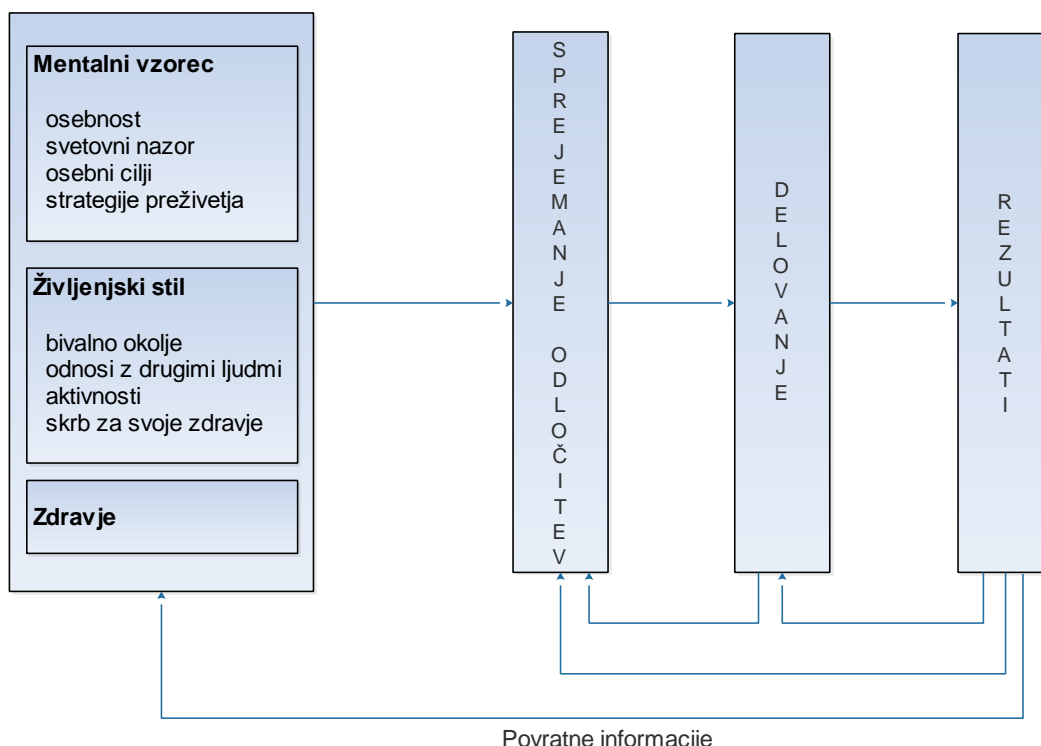 Mentalni vzorec
osebnost
svetovni nazor
osebni cilji
strategije preživetja
Življenjski stil
bivalno okolje
odnosi z drugimi ljudmi
aktivnosti
skrb za svoje zdravje
Zdravje
SPREJEMANJE ODLOČITEV
DELOVANJE
REZULTATI
Povratne informacije